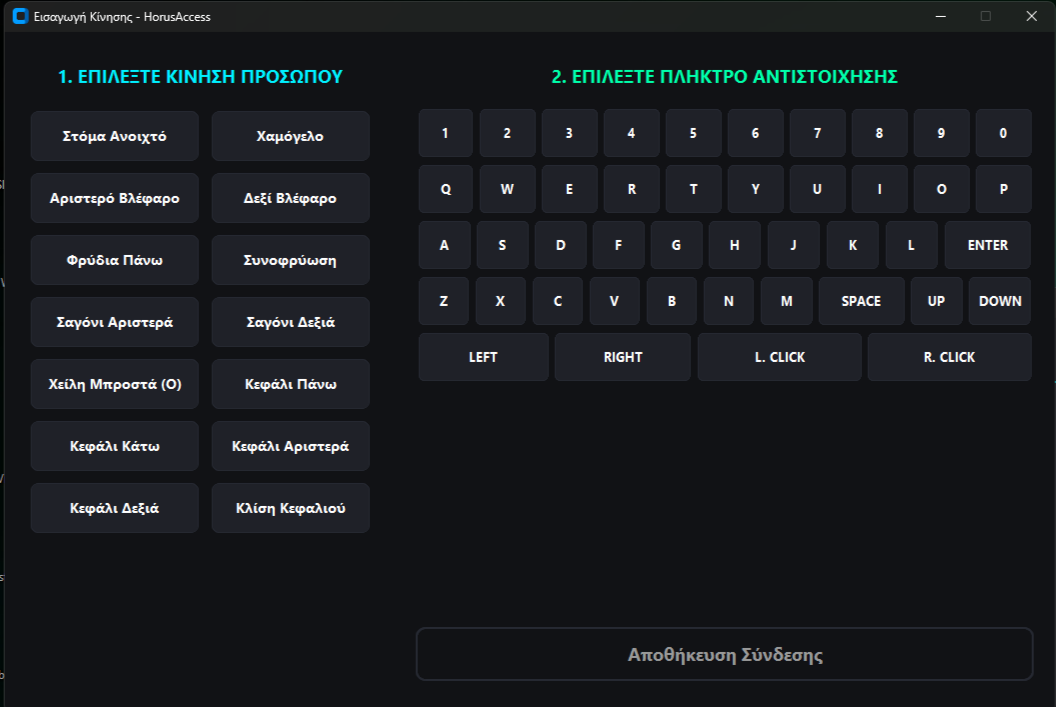 Εισαγωγή Κίνησης - HorusAccess
1. ΕΠΙΛΕΞΤΕ ΚΙΝΗΣΗ ΠΡΟΣΩΠΟΥ
Στόμα Ανοιχτό Χαμόγελο
Αριστερό Βλέφαρο Δεξί Βλέφαρο
Φρύδια Πάνω Συνοφρύωση
Σαγόνι Αριστερά Σαγόνι Δεξιά
Χείλη Μπροστά (Ο) Κεφάλι Πάνω
Κεφάλι Κάτω Κεφάλι Αριστερά
Κεφάλι Δεξιά Κλίση Κεφαλιού
2. ΕΠΙΛΕΞΤΕ ΠΛΗΚΤΡΟ ΑΝΤΙΣΤΟΙΧΗΣΗΣ
1 2 3 4 5 6 7 8 9 0
Q W E R T Y U I O P
A S D F G H J K L ENTER
Z X C V B N M SPACE UP DOWN
LEFT RIGHT L. CLICK R. CLICK
Αποθήκευση Σύνδεσης